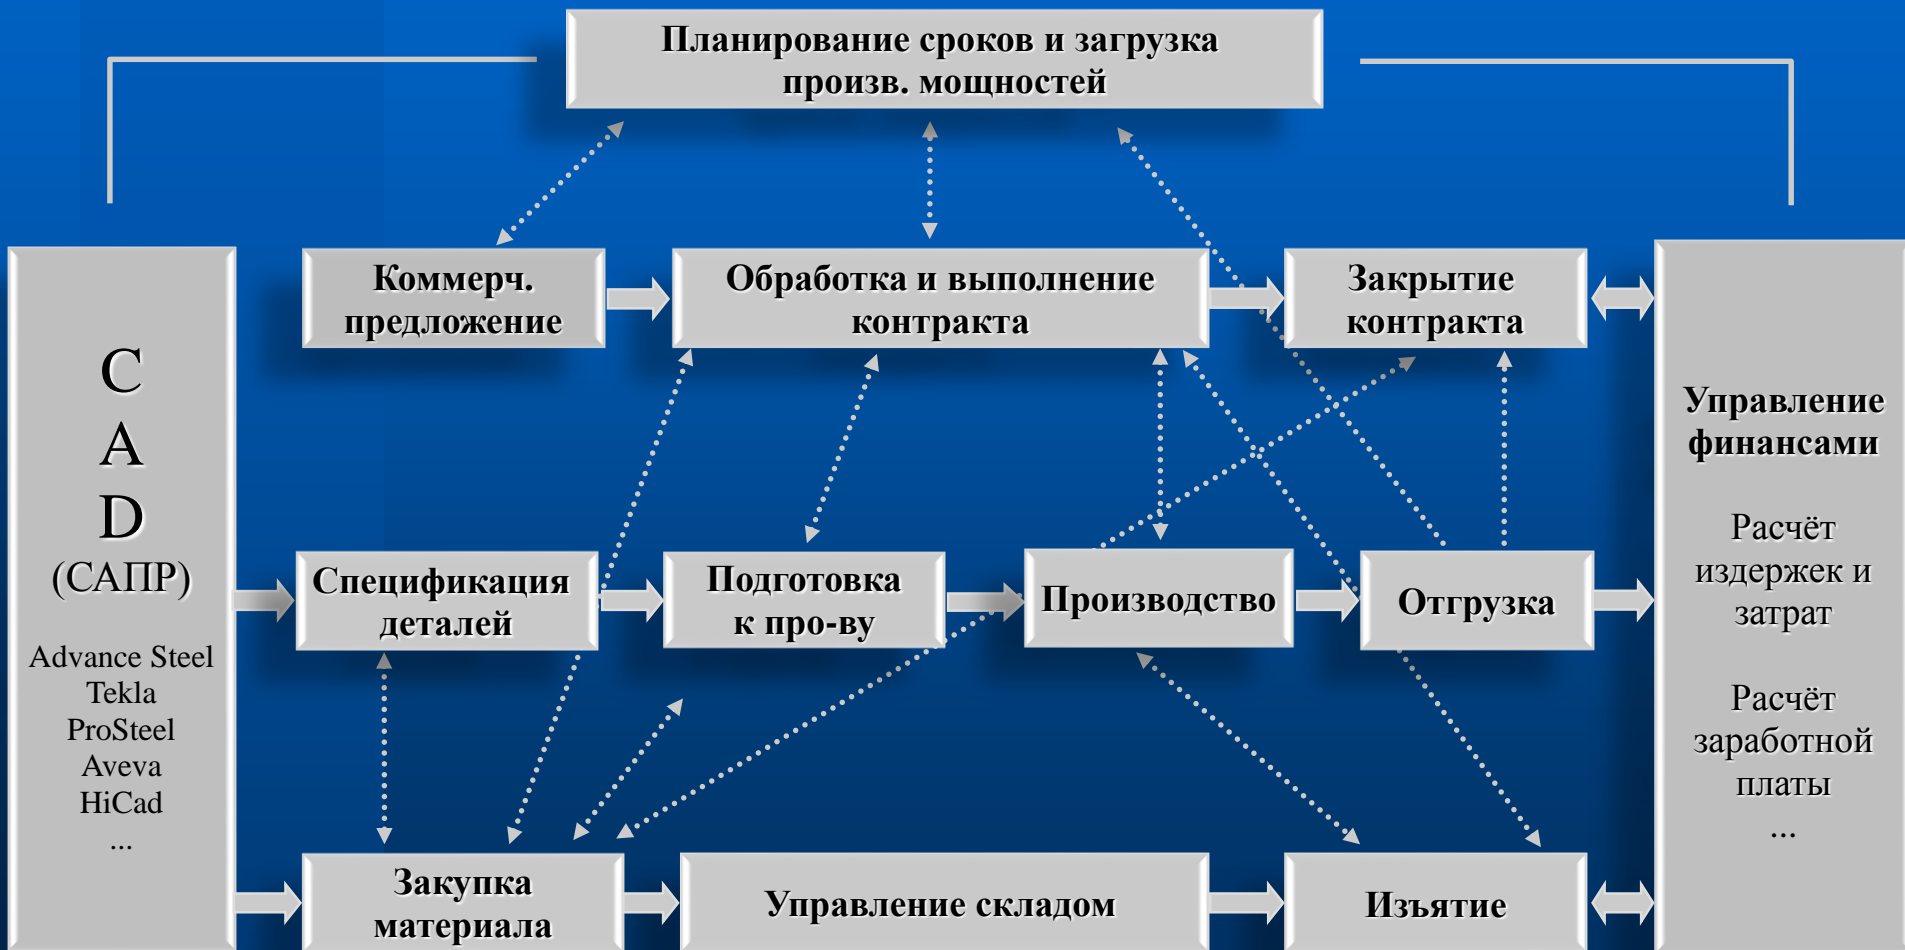 Планирование сроков и загрузка
произв. мощностей
Коммерч.
предложение
Обработка и выполнение
контракта
Закрытие
контракта
C
A
D
(САПР)
Advance Steel
Tekla
ProSteel
Aveva
HiCad
...
Спецификация
деталей
Подготовка
к про-ву
Производство
Отгрузка
Управление
финансами
Расчёт
издержек и
затрат
Расчёт
заработной
платы
...
Закупка
материала
Управление складом
Изъятие